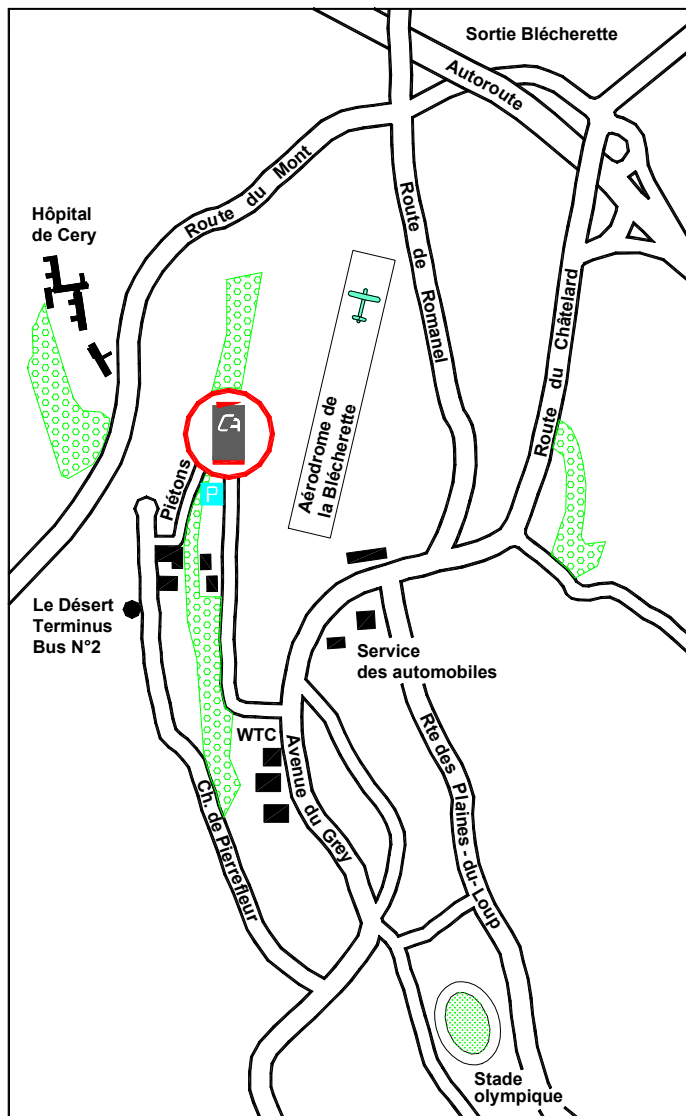 Sortie Blécherette
Autoroute
Route du Mont
Hôpital
de Cery
Route de Romanel
Route du Châtelard
Aérodrome de
la Blécherette
Piétons
P
Le Désert
Terminus
Bus N°2
Service
des automobiles
WTC
Avenue du Grey
Rte des Plaines - du- Loup
Ch. de Pierrefleur
Stade
olympique